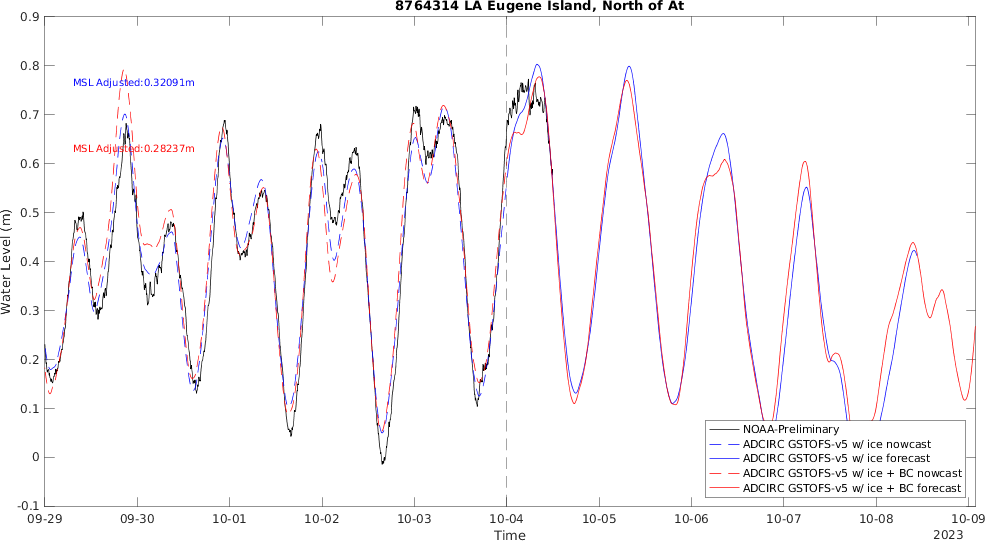 8764314 LA Eugene Island, North of At
0.9
0.8
0.7
0.6
0.5
0.4
0.3
0.2
0.1
0
-0.1
Water Level (m)
MSL Adjusted:0.32091m
MSL Adjusted:0.28237m
NOAA-Preliminary
ADCIRC GSTOFS-v5 w/ ice nowcast
ADCIRC GSTOFS-v5 w/ ice forecast
ADCIRC GSTOFS-v5 w/ ice + BC nowcast
ADCIRC GSTOFS-v5 w/ ice + BC forecast
09-29 09-30 10-01 10-02 10-03 10-04 10-05 10-06 10-07 10-08 10-09
Time
2023